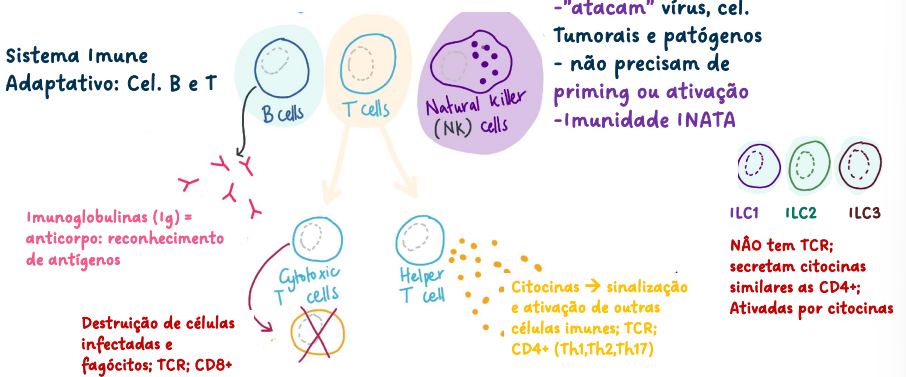 -"atacam" vírus, cel.
Tumorais e patógenos
- não precisam de
priming ou ativação
-Imunidade INATA
Sistema Imune
Adaptativo: Cel. B e T
B cells
T cells
Natural Killer
(NK) cells
ILC1 ILC2 ILC3
NÃO tem TCR;
secretam citocinas
similares as CD4+;
Ativadas por citocinas
Imunoglobulinas (Ig) =
anticorpo: reconhecimento
de antígenos
Cytotoxic
T cells
Helper
T cell
Citocinas → sinalização
e ativação de outras
células imunes; TCR;
CD4+ (Th1,Th2,Th17)
Destruição de células
infectadas e
fagócitos; TCR; CD8+